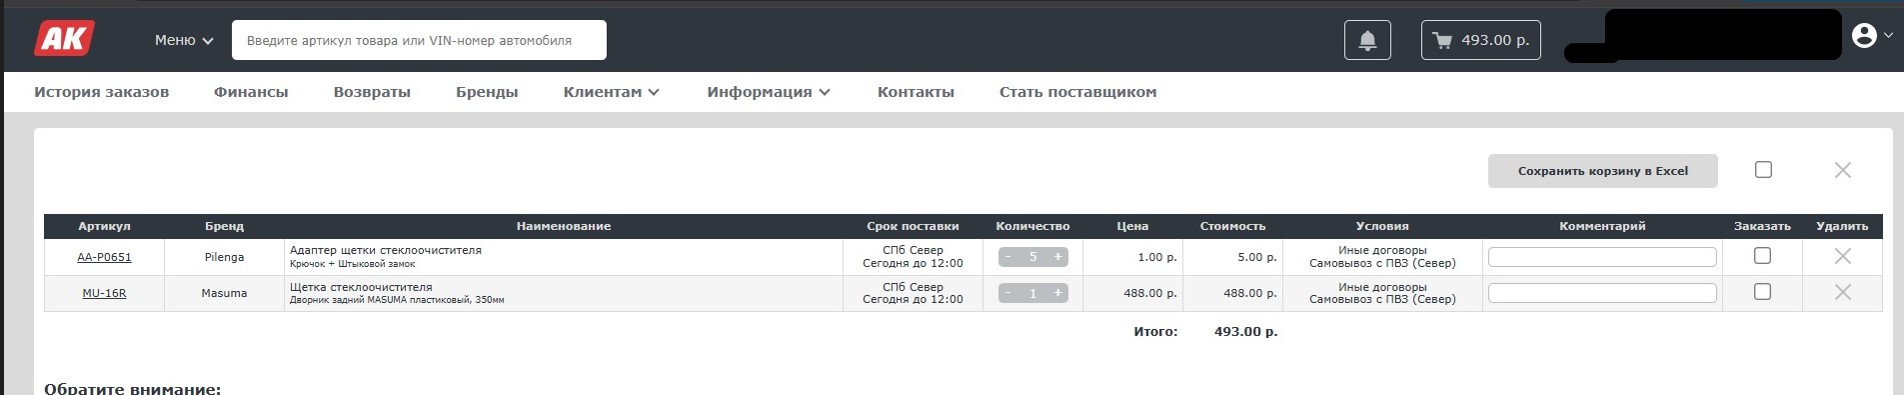 АК
Меню
Введите артикул товара или VIN-номер автомобиля
493.00 р.
История заказов Финансы Возвраты Бренды Клиентам Информация Контакты Стать поставщиком
Сохранить корзину в Excel
Артикул Бренд Наименование Срок поставки Количество Цена Стоимость Условия Комментарий Заказать Удалить
AA-P0651 Pilenga Адаптер щетки стеклоочистителя СПб Север - 5 + 1.00 р. 5.00 р. Иные договоры
Крючок + Штыковой замок Сегодня до 12:00 Самовывоз с ПВЗ (Север)
MU-16R Masuma Щетка стеклоочистителя СПб Север - 1 + 488.00 р. 488.00 р. Иные договоры
Дворник задний MASUMA пластиковый, 350мм Сегодня до 12:00 Самовывоз с ПВЗ (Север)
Итого: 493.00 р.
Обратите внимание: